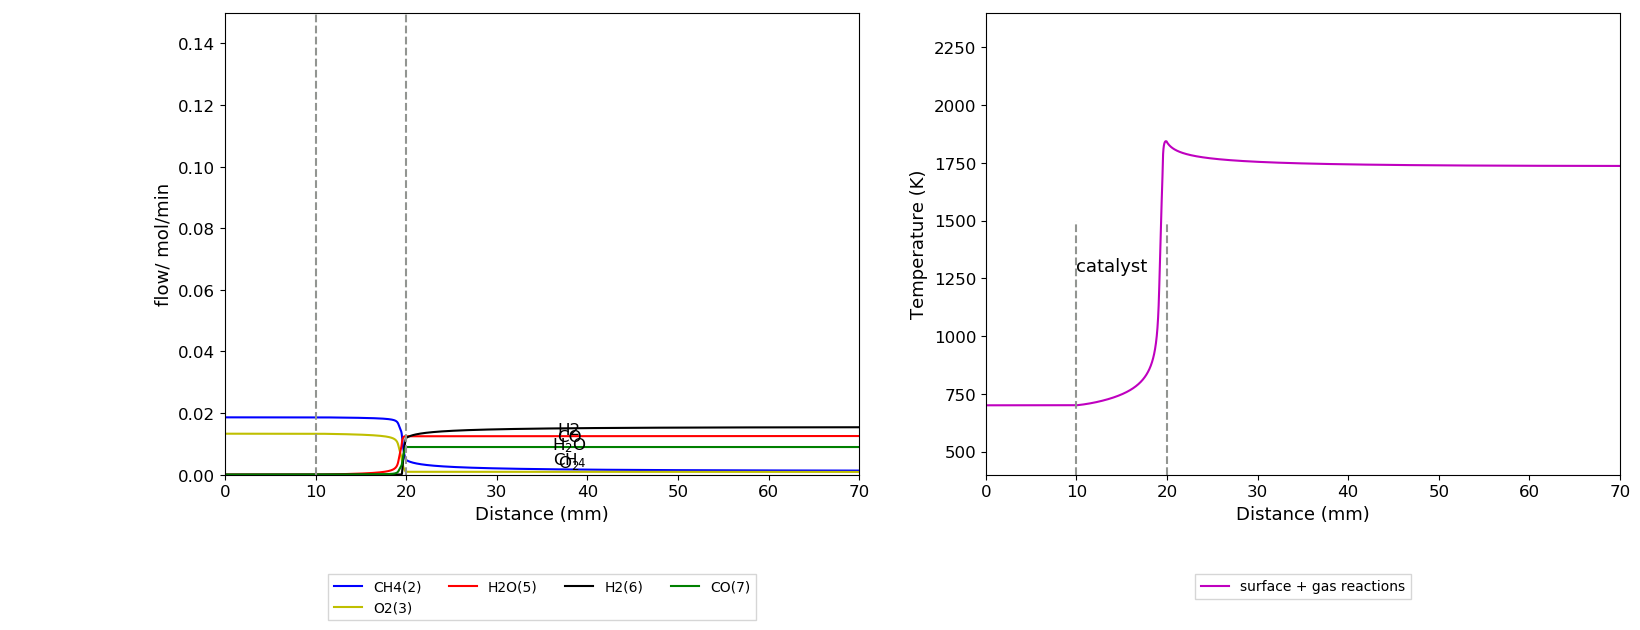 0.14
0.12
0.10
0.08
0.06
0.04
0.02
0.00
flow/ mol/min
H2
CO
H₂O
CH₄
O₂
0 10 20 30 40 50 60 70
Distance (mm)
CH4(2) H2O(5) H2(6) CO(7)
O2(3)
2250
2000
1750
1500
1250
1000
750
500
Temperature (K)
catalyst
0 10 20 30 40 50 60 70
Distance (mm)
surface + gas reactions